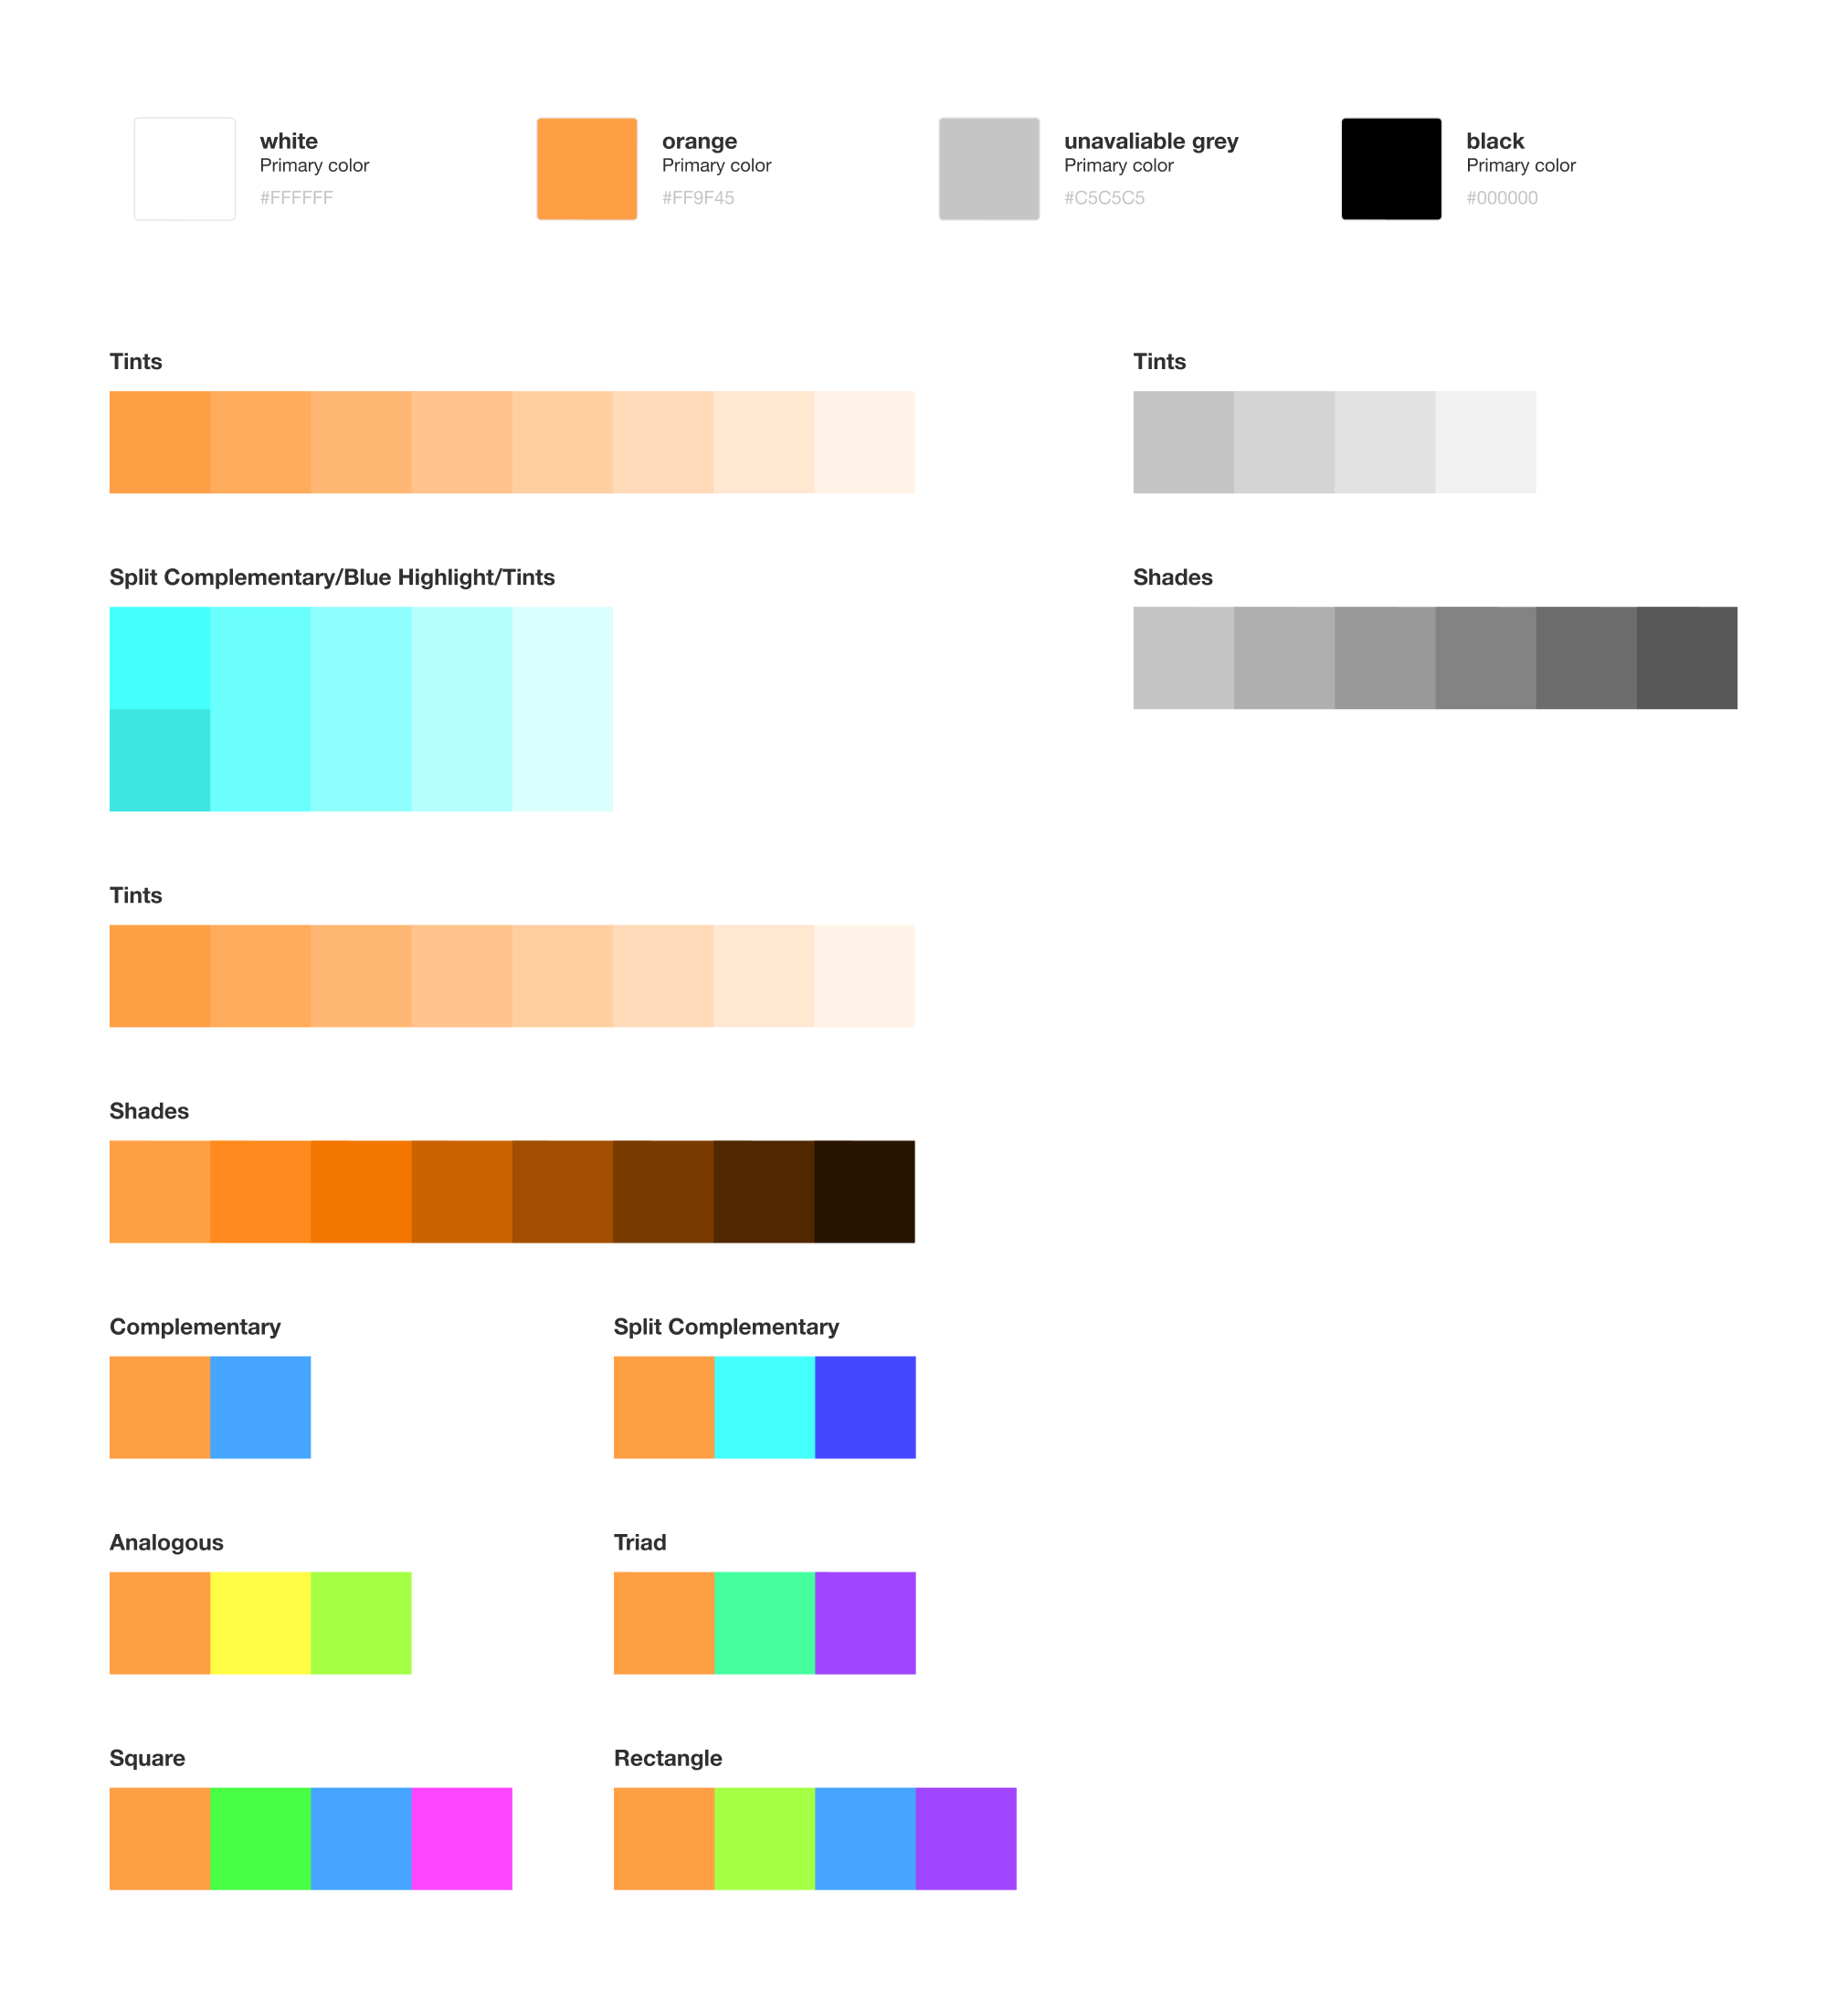 white
Primary color
#FFFFFF
orange
Primary color
#FF9F45
unavaliable grey
Primary color
#C5C5C5
black
Primary color
#000000
Tints
Tints
Split Complementary/Blue Highlight/Tints
Shades
Tints
Shades
Complementary
Split Complementary
Analogous
Triad
Square
Rectangle